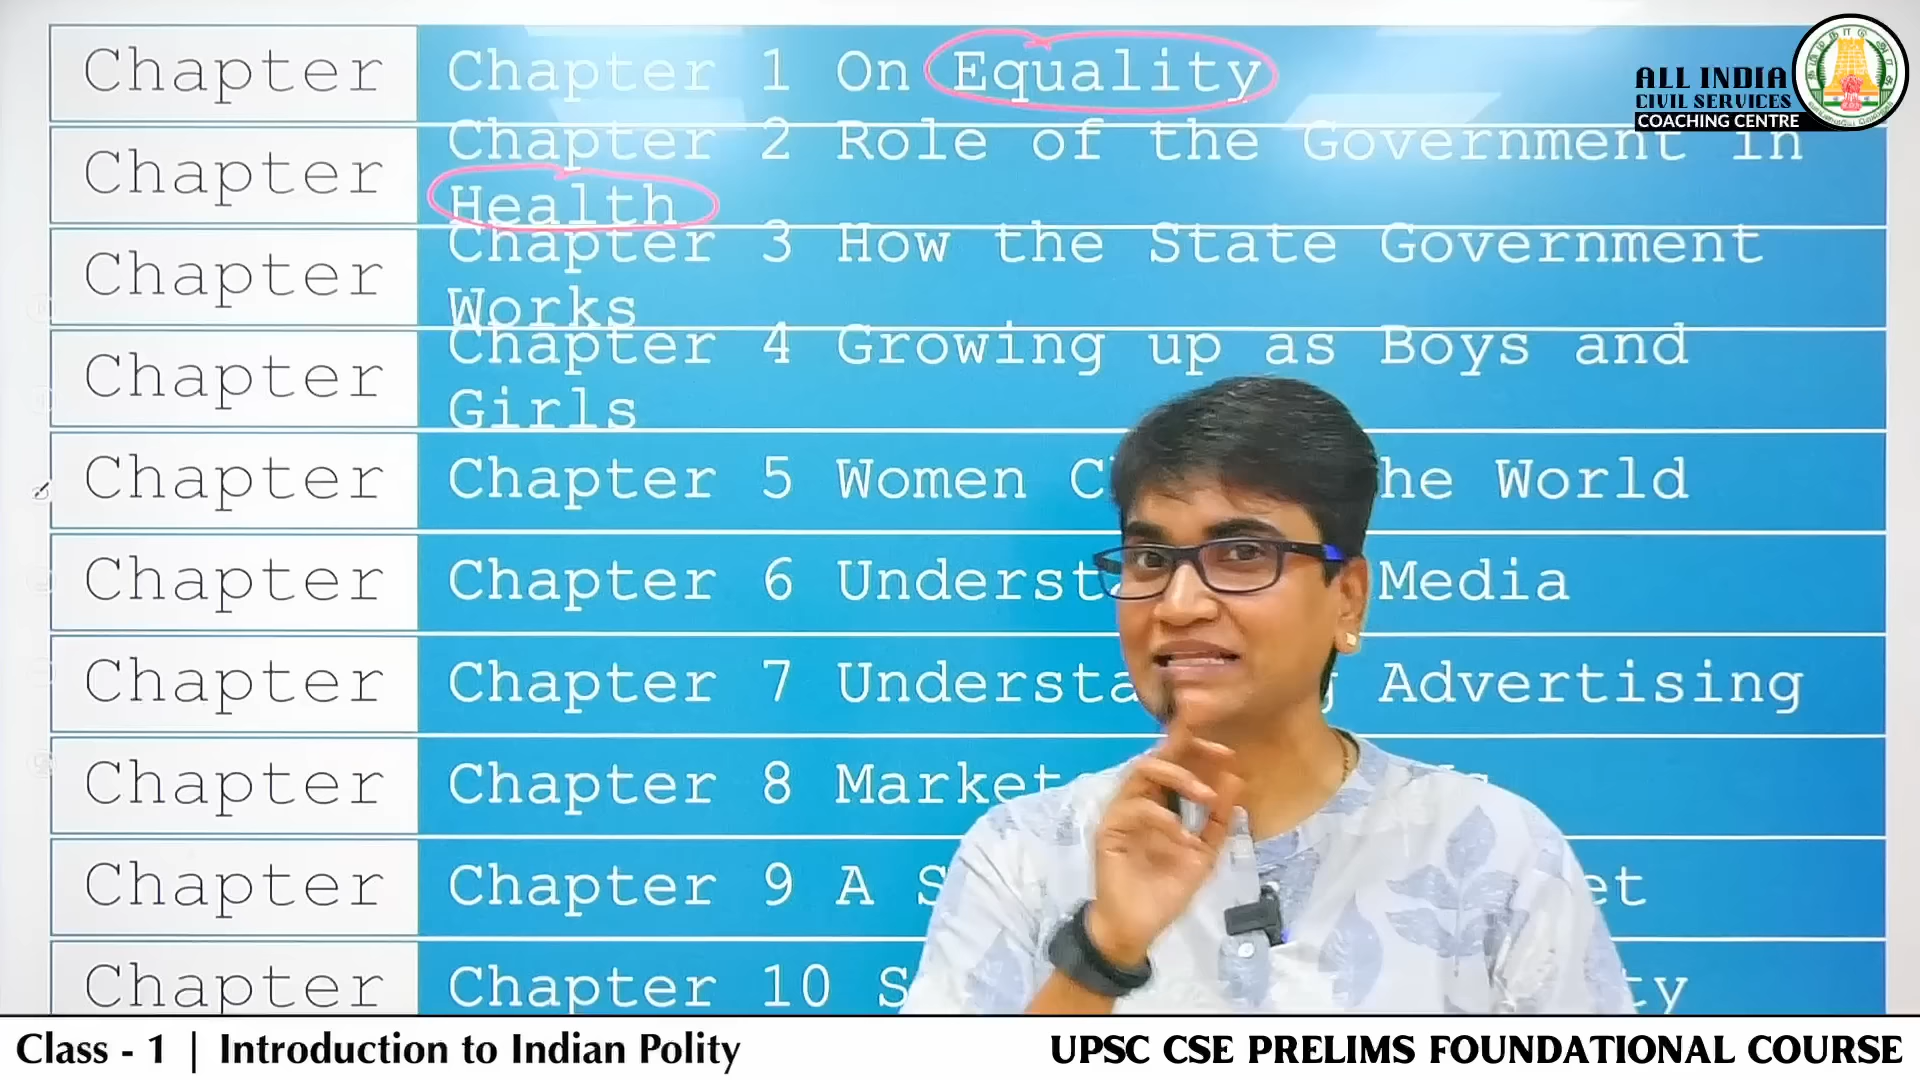 Chapter
Chapter 1 On Equality
Chapter
Chapter 2 Role of the Government in
Health
Chapter
Chapter 3 How the State Government
Works
Chapter
Chapter 4 Growing up as Boys and
Girls
Chapter
Chapter 5 Women World
Chapter
Chapter 6 Media
Chapter
Chapter 7 Advertising
Chapter
Chapter 8
Chapter
Chapter 9 A
Chapter
Chapter 10
ALL INDIA
CIVIL SERVICES
COACHING CENTRE
Class - 1 | Introduction to Indian Polity
UPSC CSE PRELIMS FOUNDATIONAL COURSE